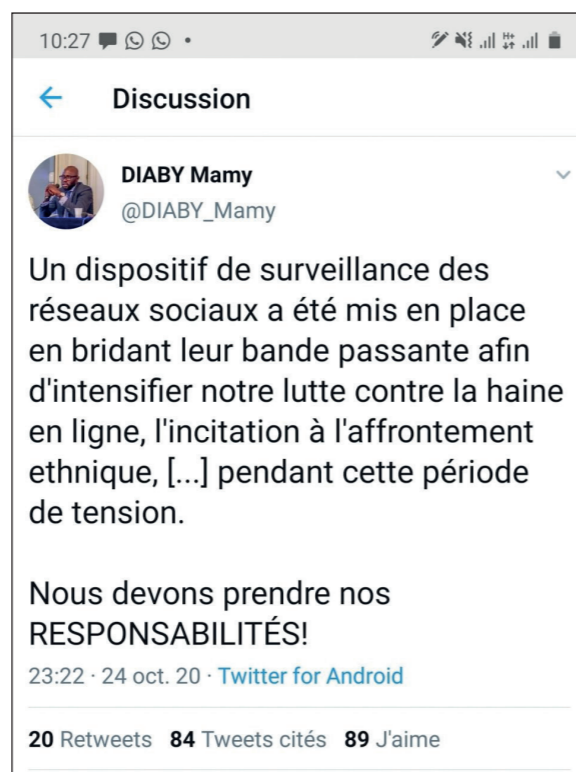 10:27
H+
Discussion
DIABY Mamy
@DIABY_Mamy
Un dispositif de surveillance des
réseaux sociaux a été mis en place
en bridant leur bande passante afin
d'intensifier notre lutte contre la haine
en ligne, l'incitation à l'affrontement
ethnique, [...] pendant cette période
de tension.
Nous devons prendre nos
RESPONSABILITÉS!
23:22 · 24 oct. 20 · Twitter for Android
20 Retweets 84 Tweets cités 89 J'aime